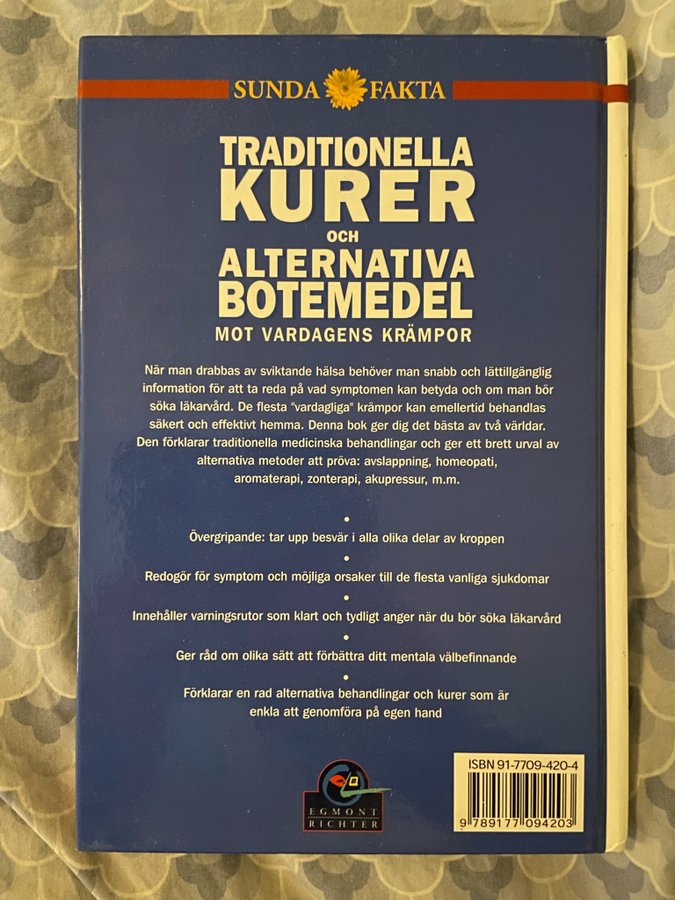 SUNDA FAKTA
TRADITIONELLA
KURER
OCH
ALTERNATIVA
BOTEMEDEL
MOT VARDAGENS KRÄMPOR
När man drabbas av sviktande hälsa behöver man snabb och lättillgänglig
information för att ta reda på vad symptomen kan betyda och om man bör
söka läkarvård. De flesta "vardagliga" krämpor kan emellertid behandlas
säkert och effektivt hemma. Denna bok ger dig det bästa av två världar.
Den förklarar traditionella medicinska behandlingar och ger ett brett urval av
alternativa metoder att pröva: avslappning, homeopati,
aromaterapi, zonterapi, akupressur, m.m.
•
Övergripande: tar upp besvär i alla olika delar av kroppen
•
Redogör för symptom och möjliga orsaker till de flesta vanliga sjukdomar
•
Innehåller varningsrutor som klart och tydligt anger när du bör söka läkarvård
•
Ger råd om olika sätt att förbättra ditt mentala välbefinnande
•
Förklarar en rad alternativa behandlingar och kurer som är
enkla att genomföra på egen hand
EGMONT
RICHTER
ISBN 91-7709-420-4
9 789177 094203